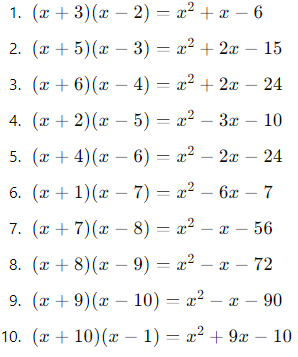 1. (x + 3)(x − 2) = x² + x − 6
2. (x + 5)(x − 3) = x² + 2x − 15
3. (x + 6)(x − 4) = x² + 2x − 24
4. (x + 2)(x − 5) = x² − 3x − 10
5. (x + 4)(x − 6) = x² − 2x − 24
6. (x + 1)(x − 7) = x² − 6x − 7
7. (x + 7)(x − 8) = x² − x − 56
8. (x + 8)(x − 9) = x² − x − 72
9. (x + 9)(x − 10) = x² − x − 90
10. (x + 10)(x − 1) = x² + 9x − 10